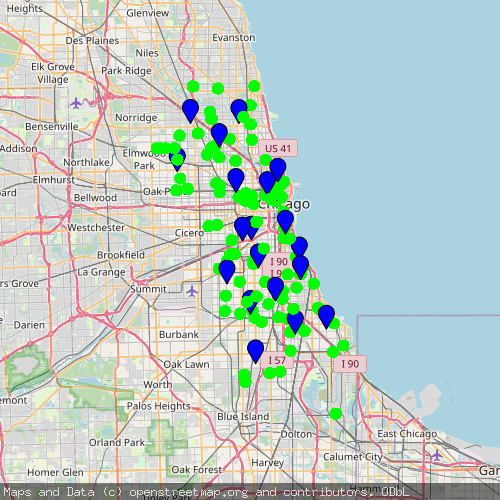 Heights
Glenview
Evanston
Des Plaines
Niles
Elk Grove
Village
Park Ridge
Bensenville
Norridge
US 41
Addison
Northlake
Elmwood
Park
Elmhurst
Oak P
Bellwood
Chicago
Westchester
Cicero
Brookfield
La Grange
I 90
Summit
Darien
Burbank
Oak Lawn
I 57
I 90
Worth
Palos Heights
Blue Island
Orland Park
Dolton
East Chicago
Calumet City
Oak Forest
Harvey
Homer Glen
Hamm
Gar
Maps and Data (c) openstreetmap.org and contributors, ODbL